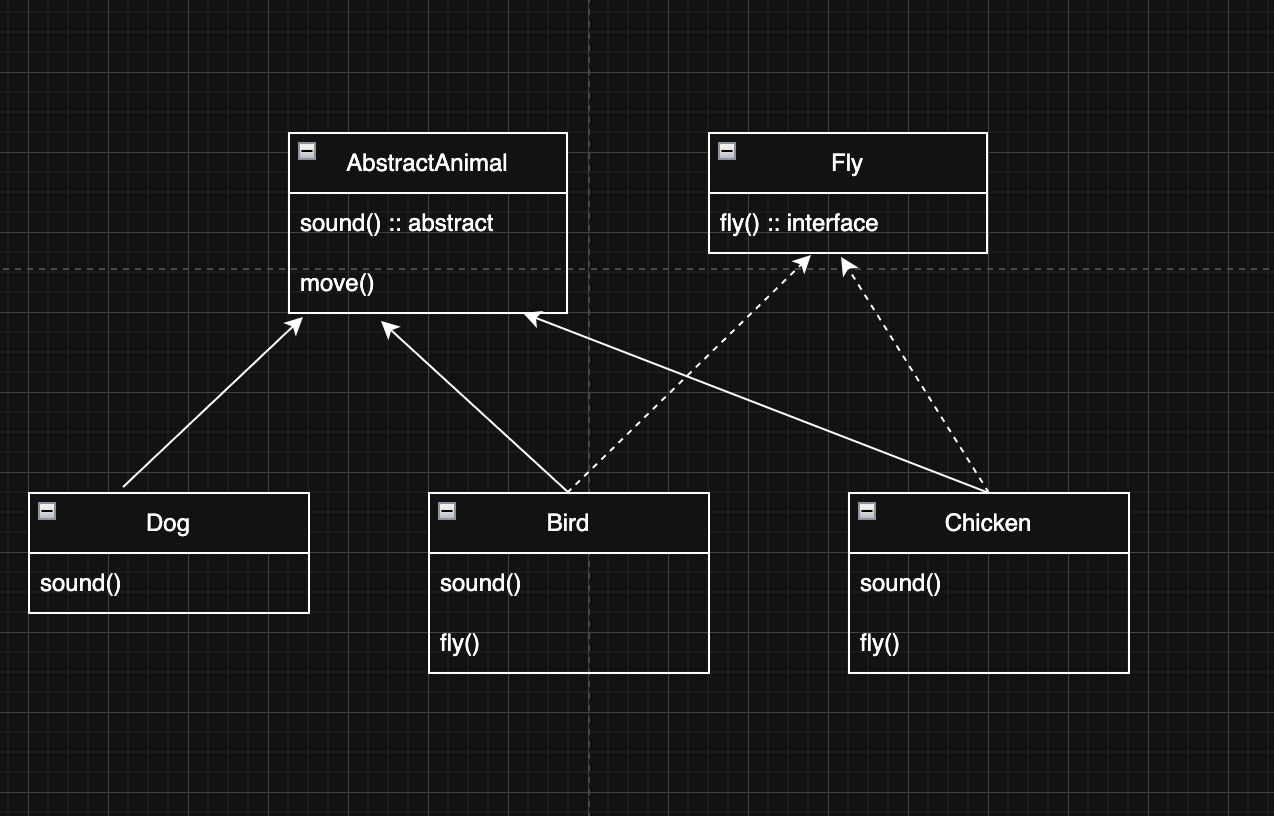 AbstractAnimal
sound() :: abstract
move()
Fly
fly() :: interface
Dog
sound()
Bird
sound()
fly()
Chicken
sound()
fly()